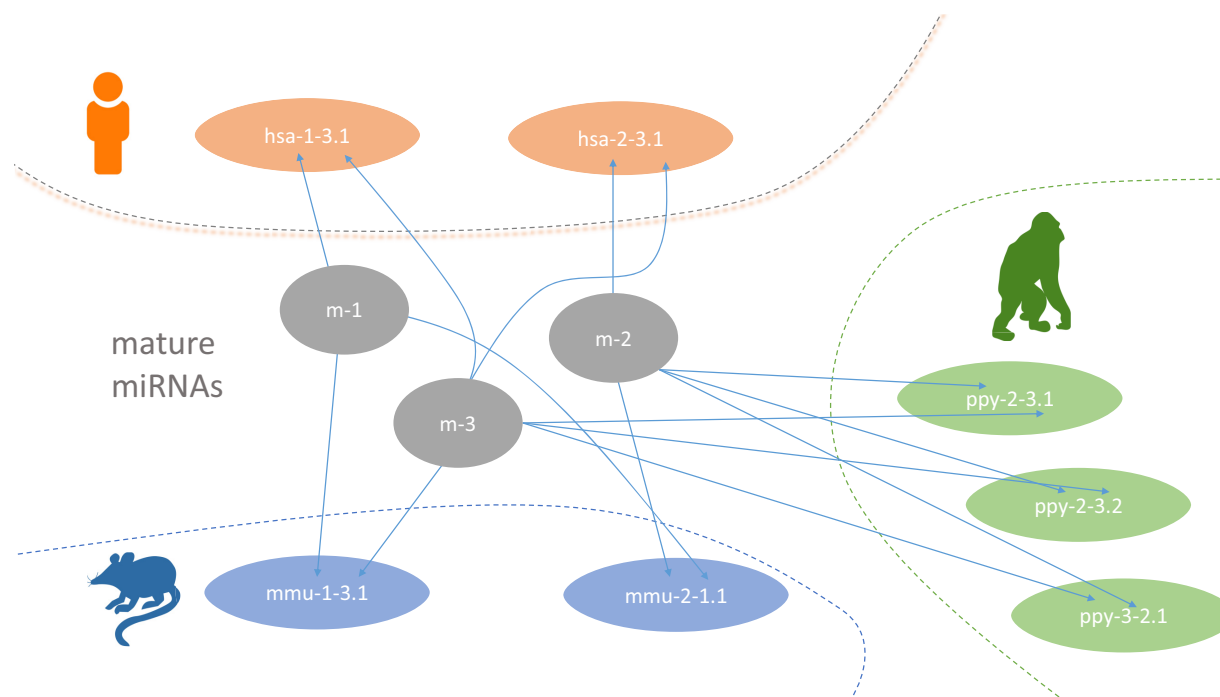 hsa-1-3.1
hsa-2-3.1
m-1
m-2
mature
miRNAs
m-3
ppy-2-3.1
ppy-2-3.2
mmu-1-3.1
mmu-2-1.1
ppy-3-2.1